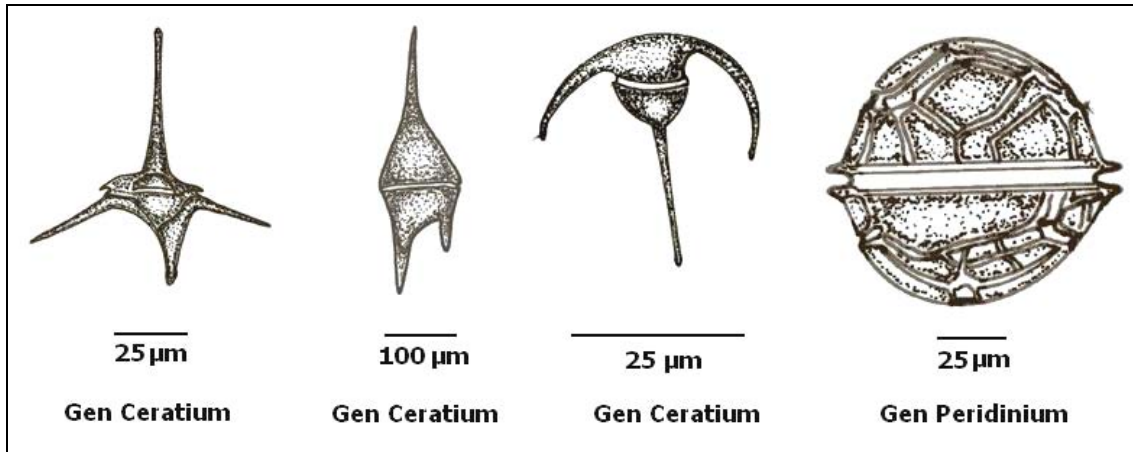 25 µm 100 µm 25 µm 25 µm
Gen Ceratium Gen Ceratium Gen Ceratium Gen Peridinium